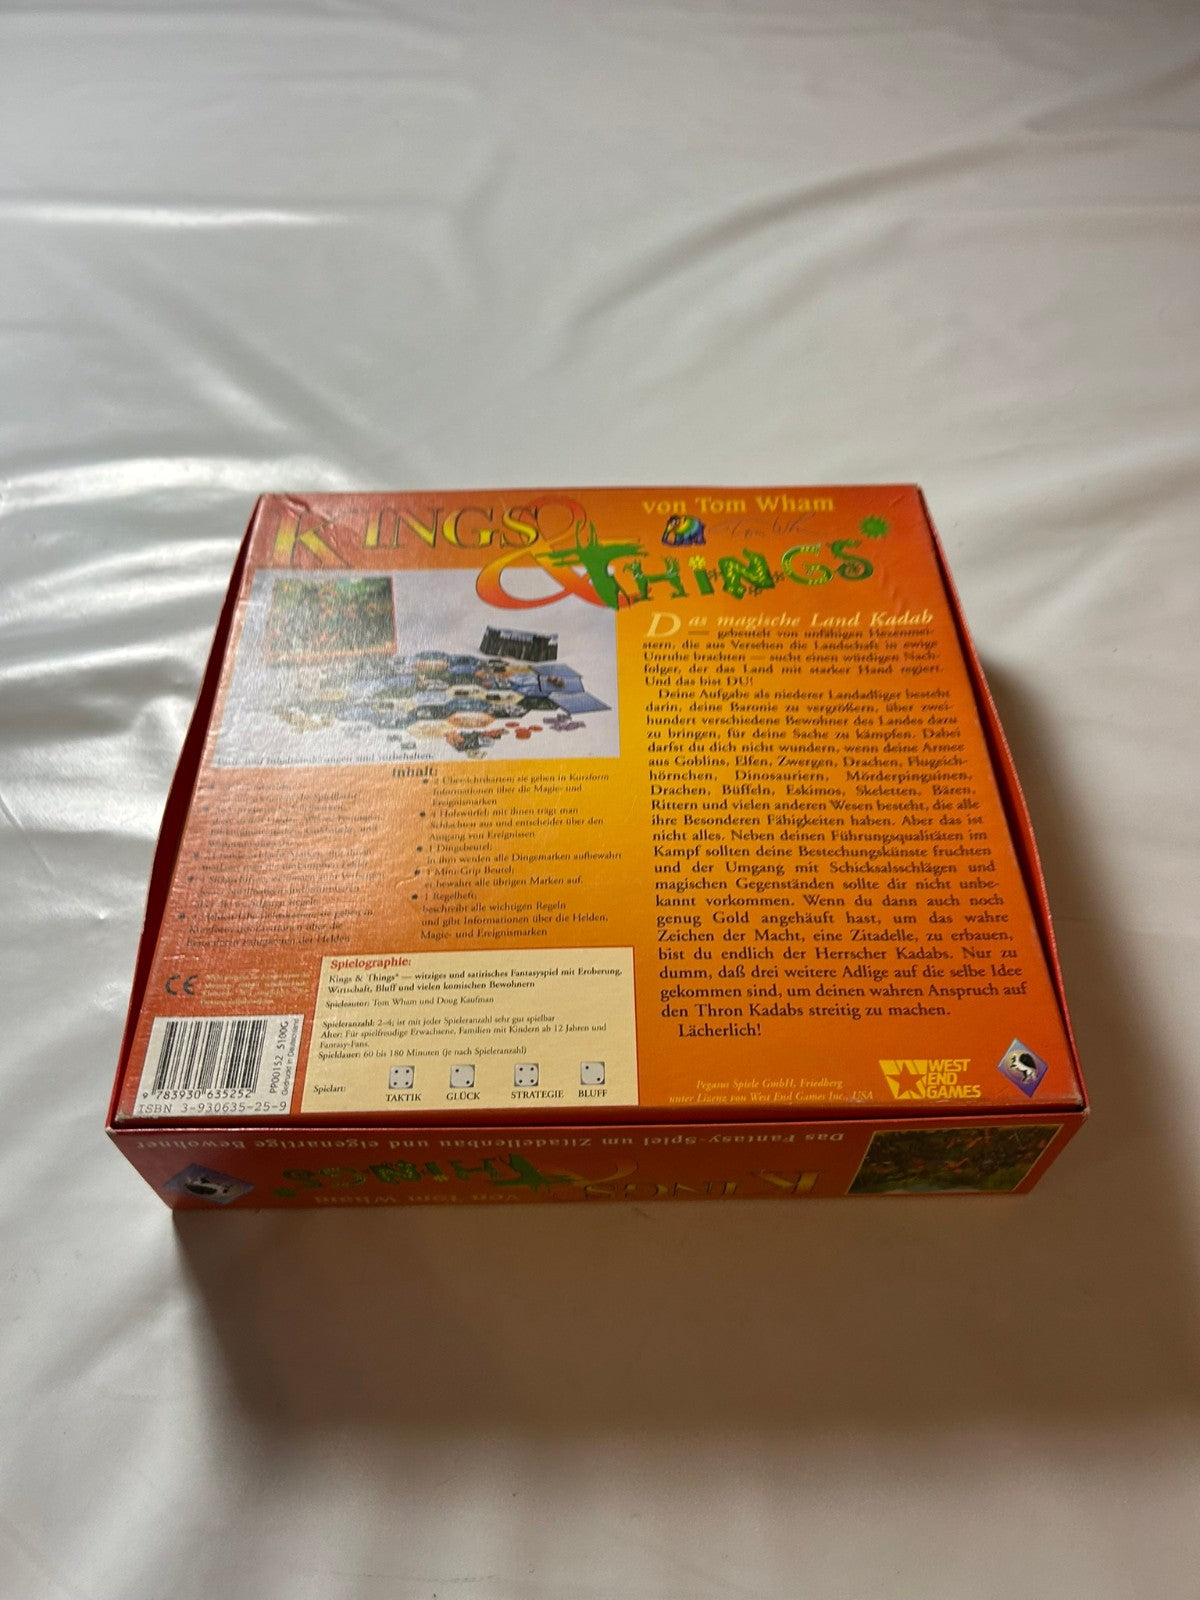 KINGS & THINGS*
von Tom Wham
Das magische Land Kadab
— gebeutelt von unfähigen Hexenmei-
stern, die aus Versehen die Landschaft in ewige
Unruhe brachten — sucht einen würdigen Nach-
folger, der das Land mit starker Hand regiert.
Und das bist DU!
Deine Aufgabe als niederer Landadliger besteht
darin, deine Baronie zu vergrößern, über zwei-
hundert verschiedene Bewohner des Landes dazu
zu bringen, für deine Sache zu kämpfen. Dabei
darfst du dich nicht wundern, wenn deine Armee
aus Goblins, Elfen, Zwergen, Drachen, Flugeich-
hörnchen, Dinosauriern, Mörderpinguinen,
Drachen, Büffeln, Eskimos, Skeletten, Bären,
Rittern und vielen anderen Wesen besteht, die alle
ihre Besonderen Fähigkeiten haben. Aber das ist
nicht alles. Neben deinen Führungsqualitäten im
Kampf sollten deine Bestechungskünste fruchten
und der Umgang mit Schicksalsschlägen und
magischen Gegenständen sollte dir nicht unbe-
kannt vorkommen. Wenn du dann auch noch
genug Gold angehäuft hast, um das wahre
Zeichen der Macht, eine Zitadelle, zu erbauen,
bist du endlich der Herrscher Kadabs. Nur zu
dumm, daß drei weitere Adlige auf die selbe Idee
gekommen sind, um deinen wahren Anspruch auf
den Thron Kadabs streitig zu machen.
Lächerlich!
Inhalt:
Übersichtskarten; sie geben in Kurzform
Informationen über die Magie- und
Ereignismarken
4 Holzwürfel; mit ihnen trägt man
Schlachten aus und entscheidet über den
Ausgang von Ereignissen
1 Dingebeutel;
in ihm werden alle Dingemarken aufbewahrt
1 Mini-Grip Beutel;
er bewahrt alle übrigen Marken auf.
1 Regelheft;
beschreibt alle wichtigen Regeln
und gibt Informationen über die Helden,
Magie- und Ereignismarken
Spielographie:
Kings & Things* — witziges und satirisches Fantasyspiel mit Eroberung,
Wirtschaft, Bluff und vielen komischen Bewohnern
Spieleautor: Tom Wham und Doug Kaufman
Spieleranzahl: 2–4; ist mit jeder Spieleranzahl sehr gut spielbar
Alter: Für spielfreudige Erwachsene, Familien mit Kindern ab 12 Jahren und
Fantasy-Fans.
Spieldauer: 60 bis 180 Minuten (je nach Spieleranzahl)
Spielart:
TAKTIK GLÜCK STRATEGIE BLUFF
CE
9 783930 635252
ISBN 3-930635-25-9
PP00152 5100G
Gedruckt in Deutschland
Pegasus Spiele GmbH, Friedberg
unter Lizenz von West End Games Inc., USA
WEST
END
GAMES
Das Fantasy-Spiel um Zitadellenbau und eigenartige Bewohner
KINGS & THINGS*
von Tom Wham